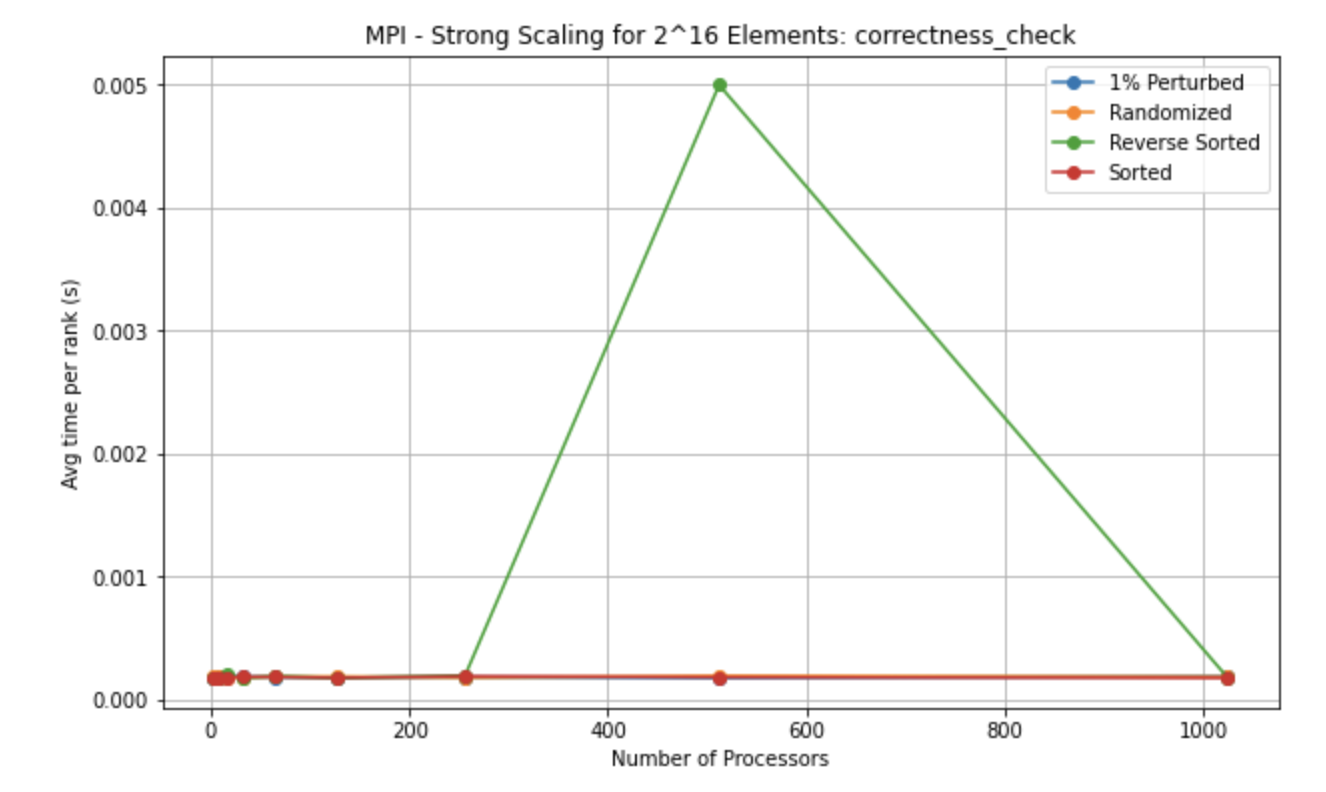 MPI - Strong Scaling for 2^16 Elements: correctness_check
1% Perturbed
Randomized
Reverse Sorted
Sorted
Avg time per rank (s)
0.005
0.004
0.003
0.002
0.001
0.000
0
200
400
600
800
1000
Number of Processors